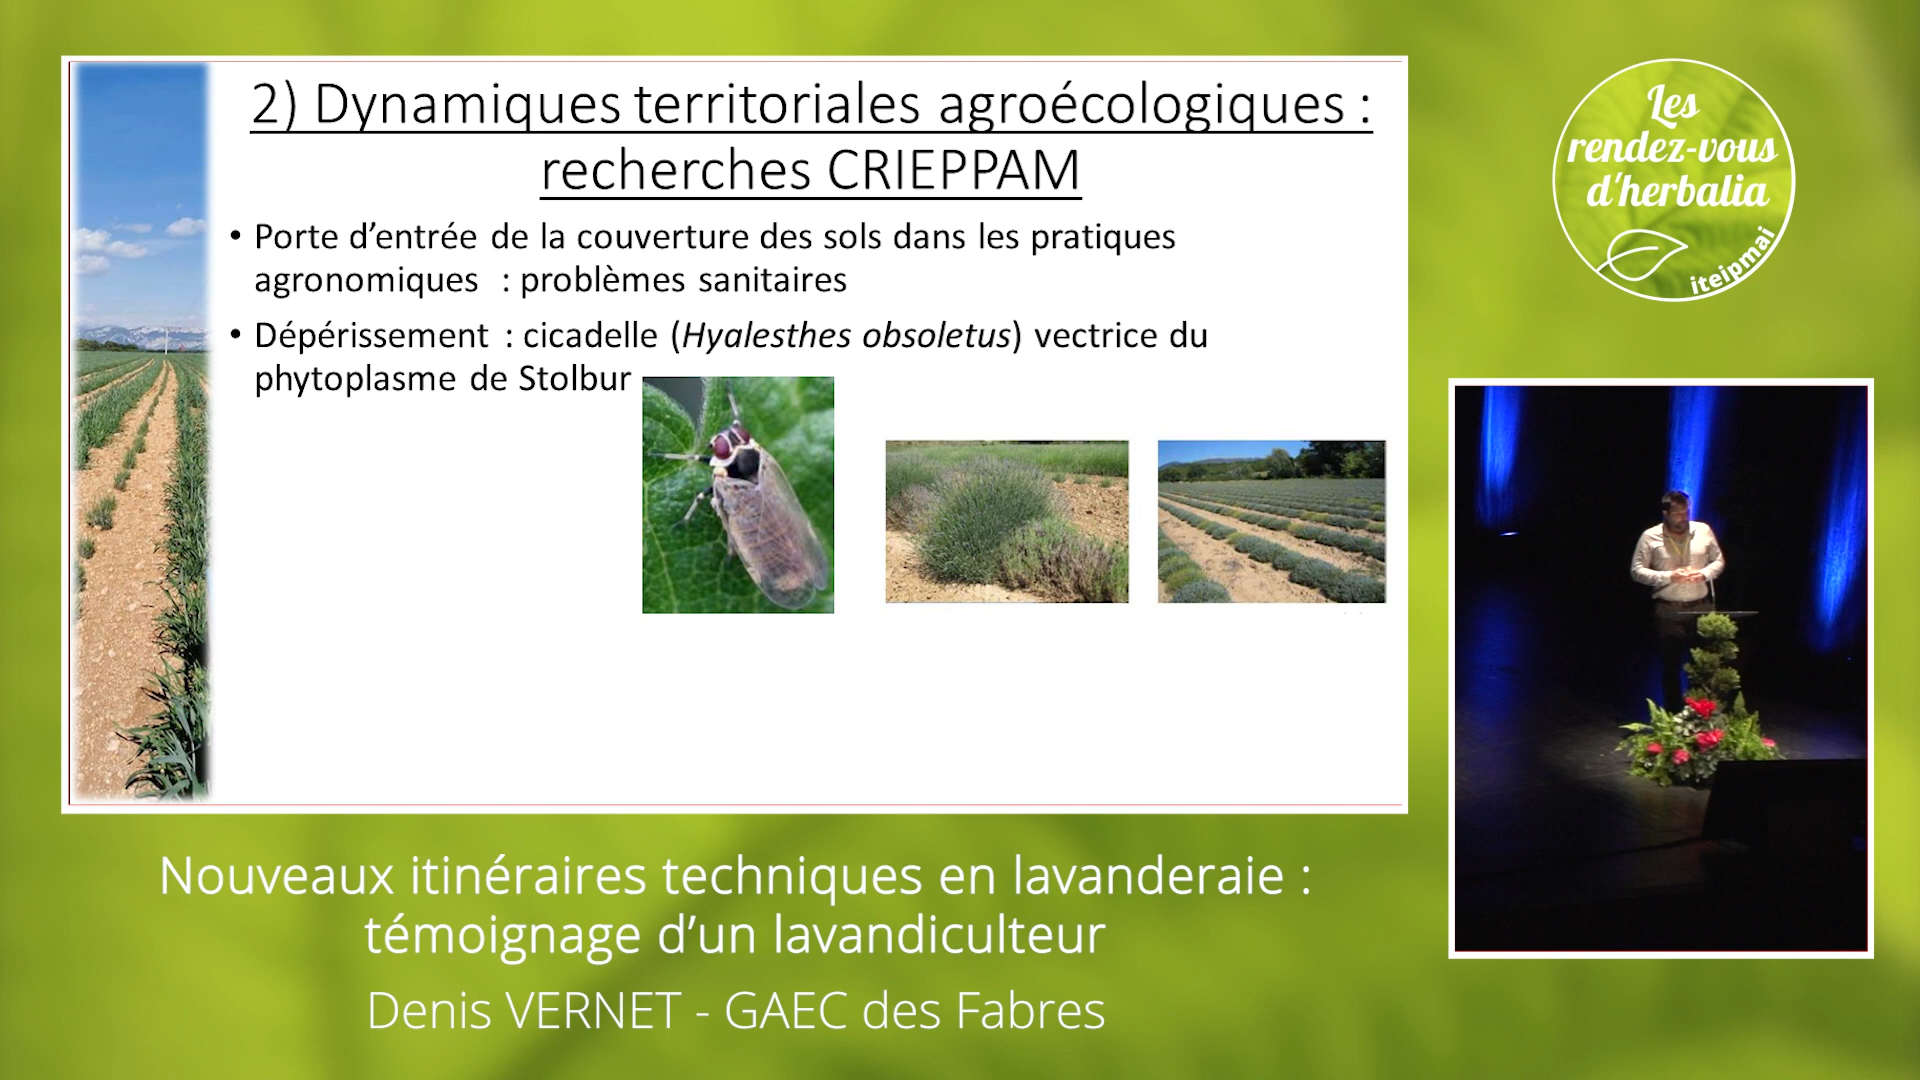 2) Dynamiques territoriales agroécologiques :
recherches CRIEPPAM
• Porte d’entrée de la couverture des sols dans les pratiques
agronomiques : problèmes sanitaires
• Dépérissement : cicadelle (Hyalesthes obsoletus) vectrice du
phytoplasme de Stolbur
Les
rendez-vous
d'herbalia
iteipmai
Nouveaux itinéraires techniques en lavanderaie :
témoignage d’un lavandiculteur
Denis VERNET - GAEC des Fabres